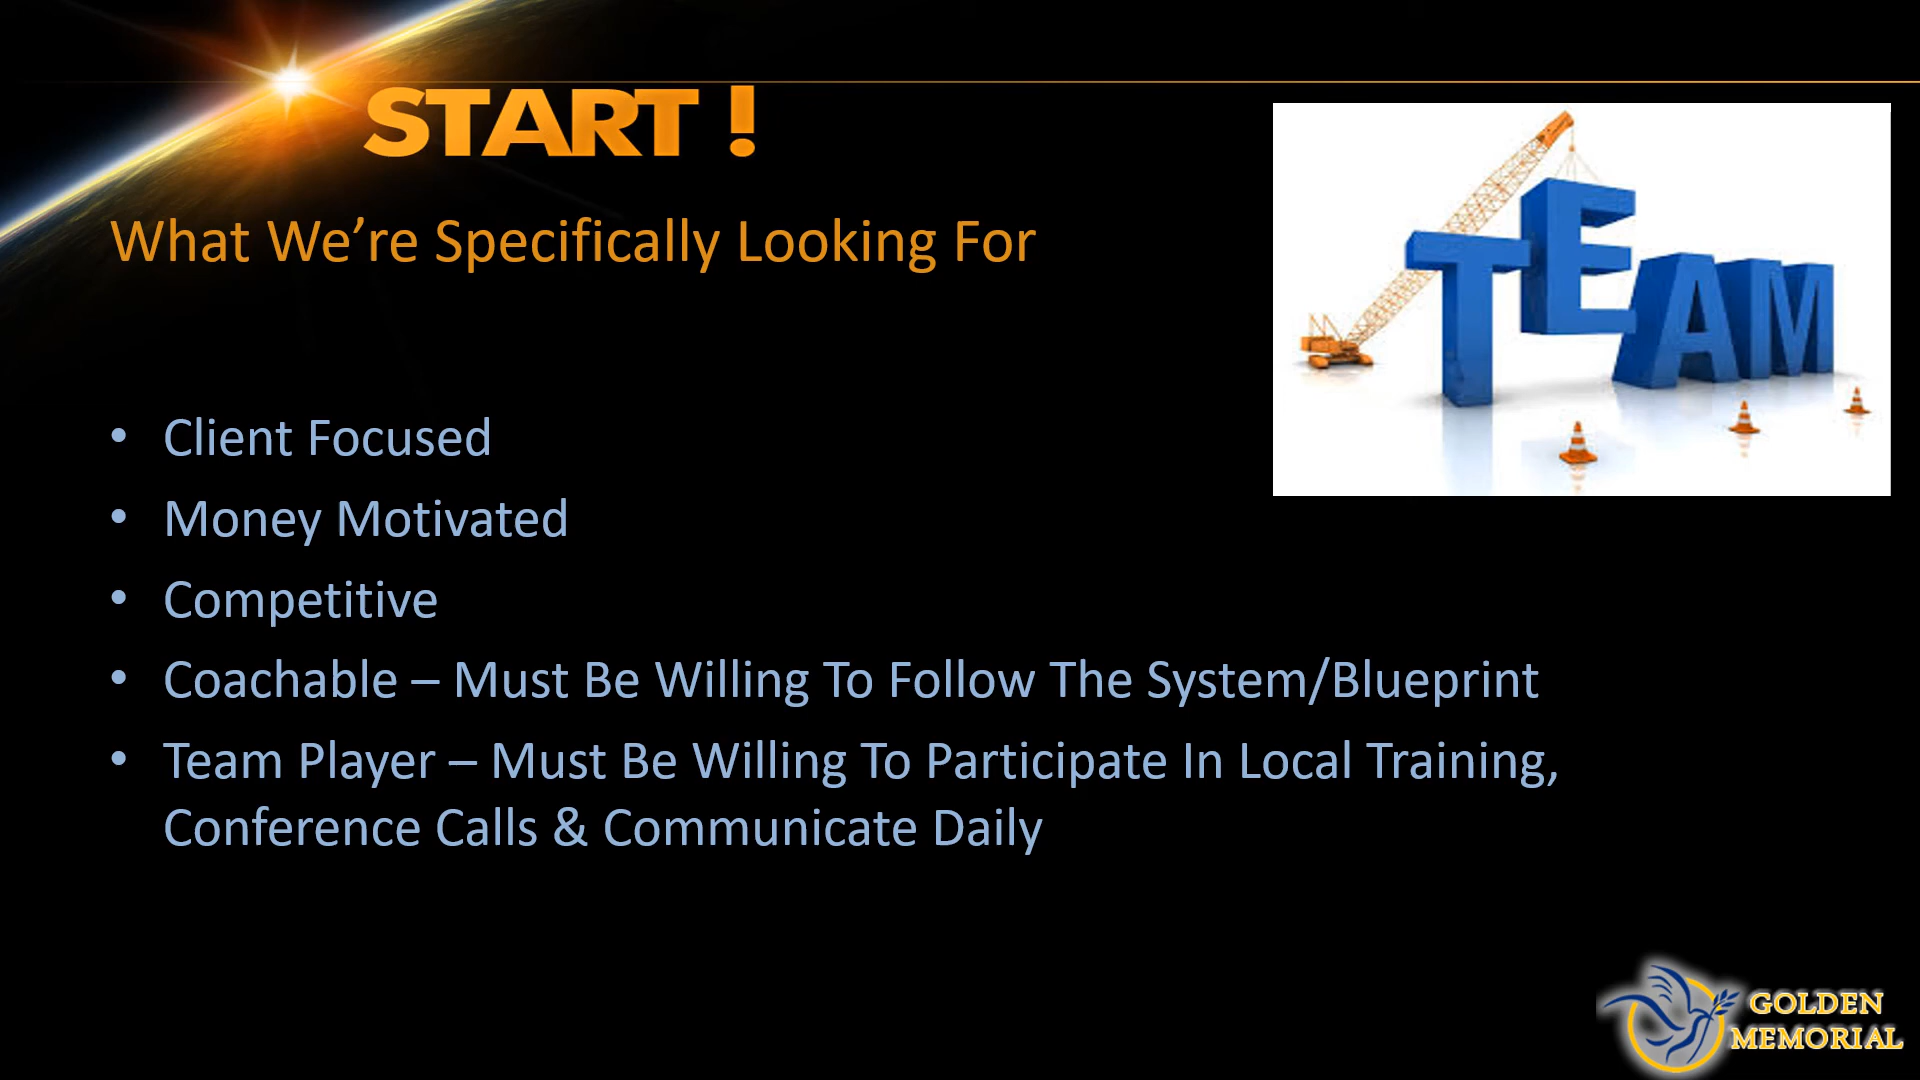 START !
What We’re Specifically Looking For
TEAM
• Client Focused
• Money Motivated
• Competitive
• Coachable – Must Be Willing To Follow The System/Blueprint
• Team Player – Must Be Willing To Participate In Local Training,
Conference Calls & Communicate Daily
GOLDEN
MEMORIAL